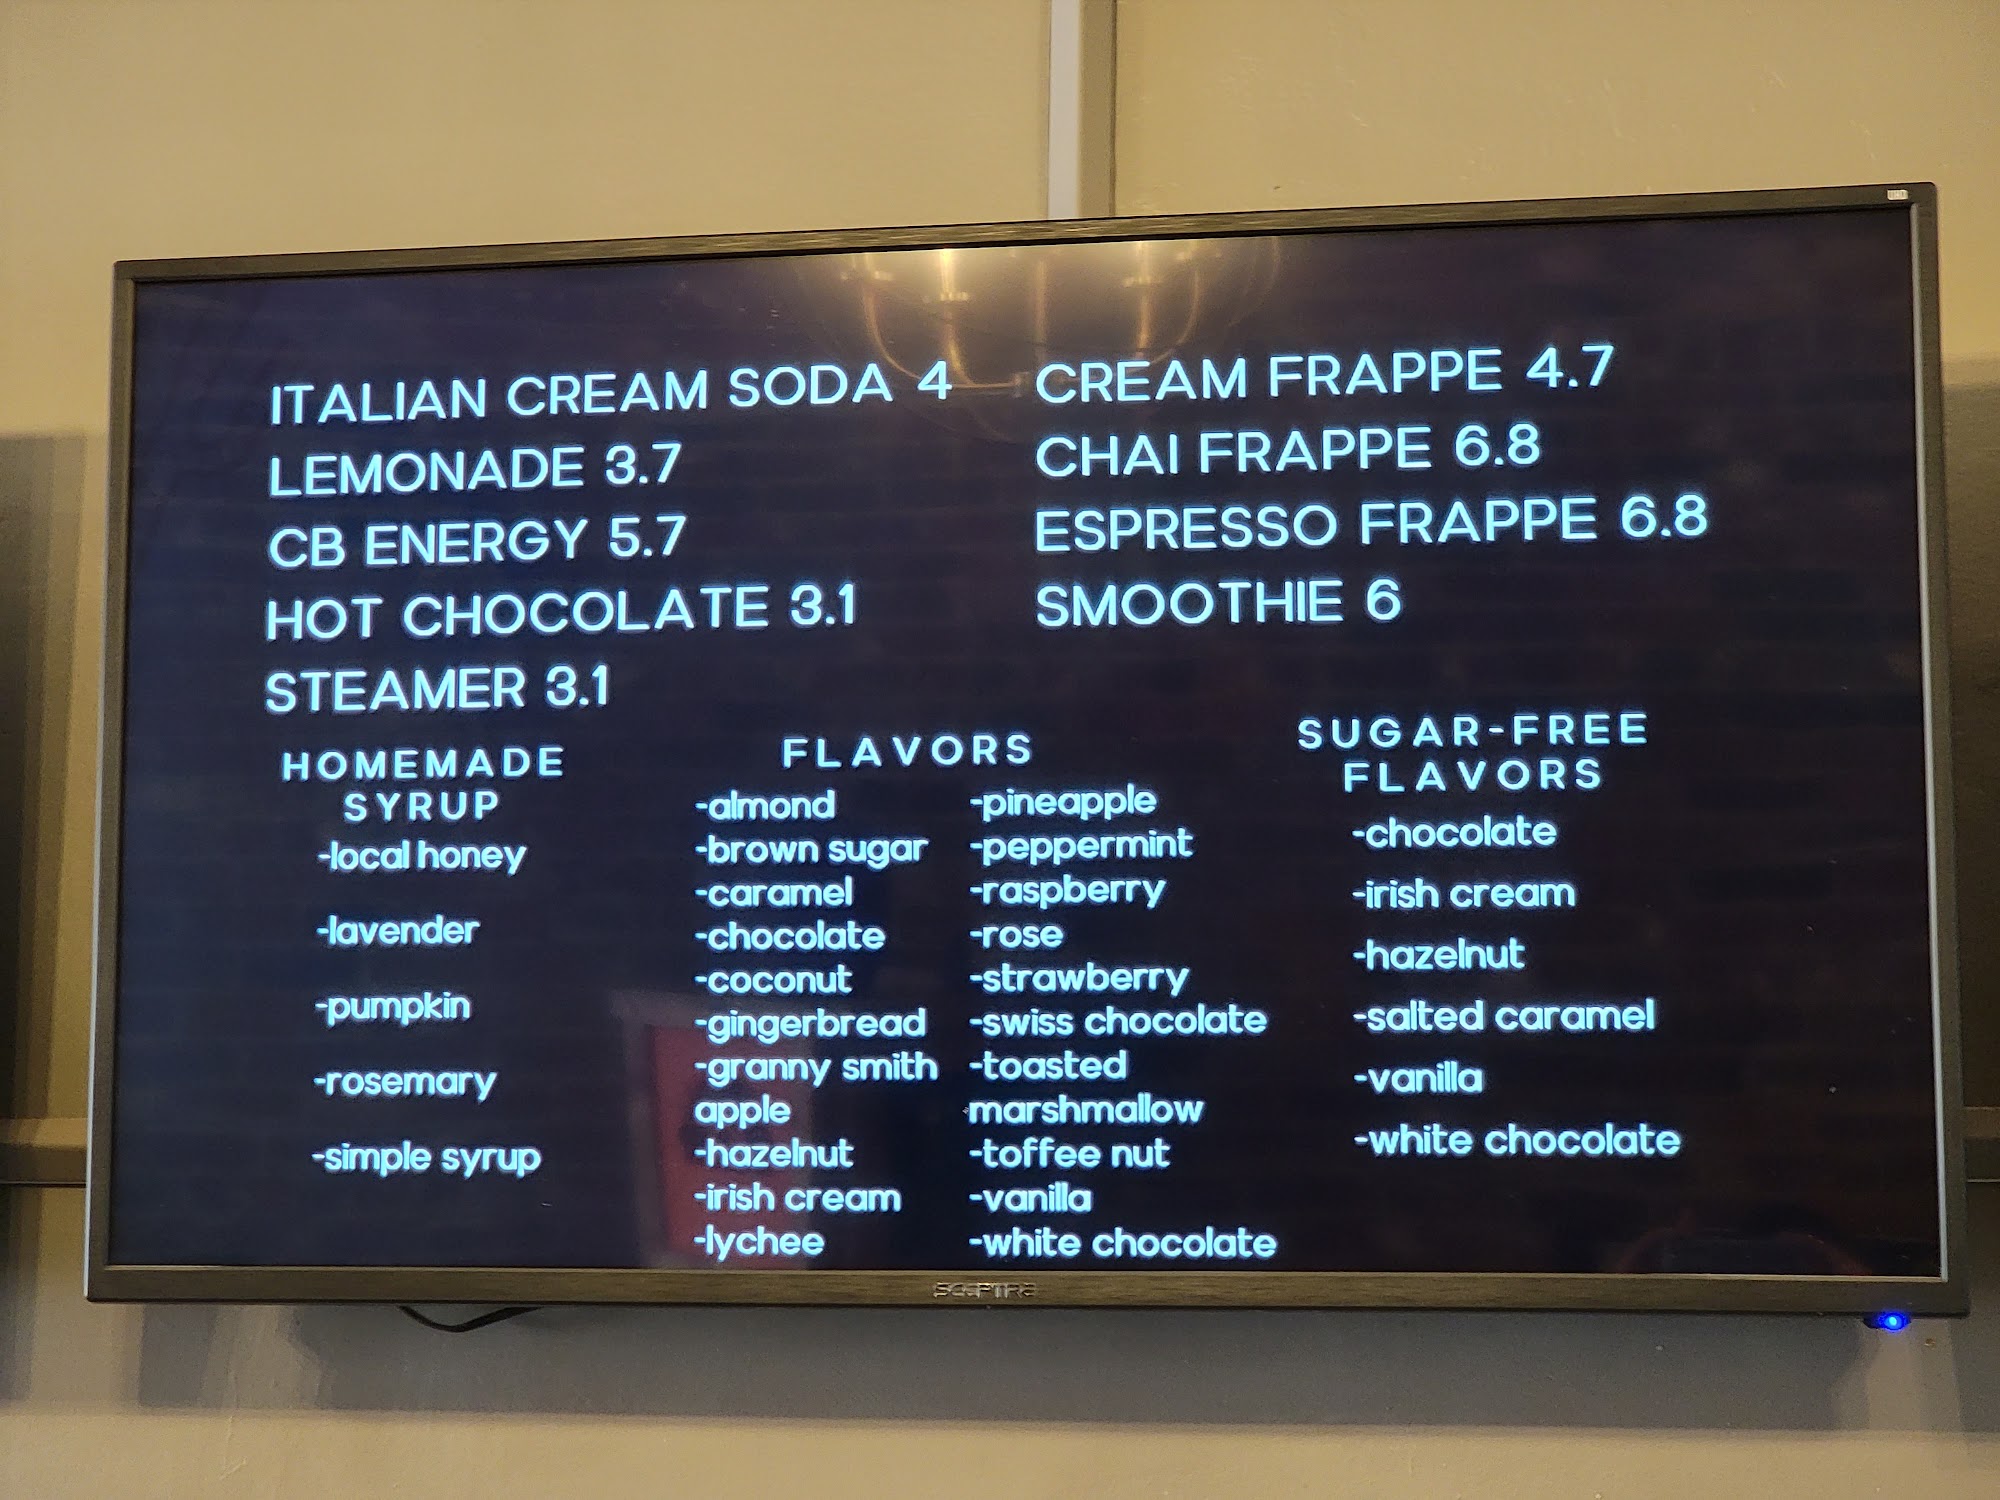 ITALIAN CREAM SODA 4
LEMONADE 3.7
CB ENERGY 5.7
HOT CHOCOLATE 3.1
STEAMER 3.1
CREAM FRAPPE 4.7
CHAI FRAPPE 6.8
ESPRESSO FRAPPE 6.8
SMOOTHIE 6
HOMEMADE
SYRUP
-local honey
-lavender
-pumpkin
-rosemary
-simple syrup
FLAVORS
-almond
-brown sugar
-caramel
-chocolate
-coconut
-gingerbread
-granny smith
apple
-hazelnut
-irish cream
-lychee
-pineapple
-peppermint
-raspberry
-rose
-strawberry
-swiss chocolate
-toasted
marshmallow
-toffee nut
-vanilla
-white chocolate
SUGAR-FREE
FLAVORS
-chocolate
-irish cream
-hazelnut
-salted caramel
-vanilla
-white chocolate
SCEPTRE